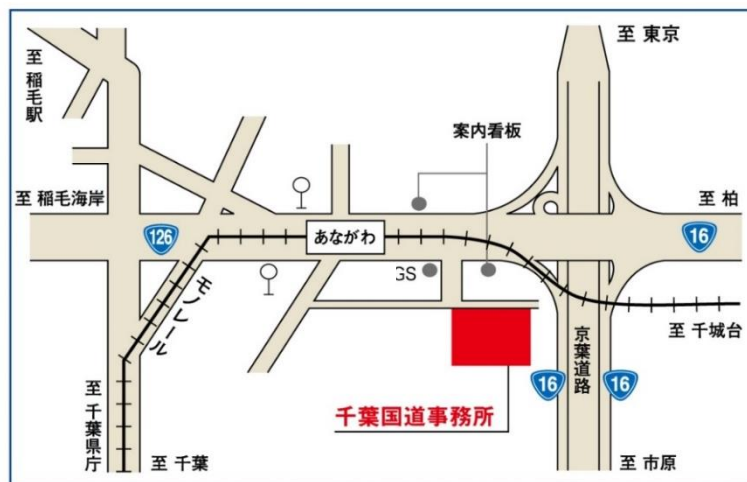 至 稲毛駅
至 東京
案内看板
至 稲毛海岸
至 柏
126
あながわ
16
GS
モノレール
至 千城台
京葉道路
16
16
千葉国道事務所
至 千葉県庁
至 千葉
至 市原